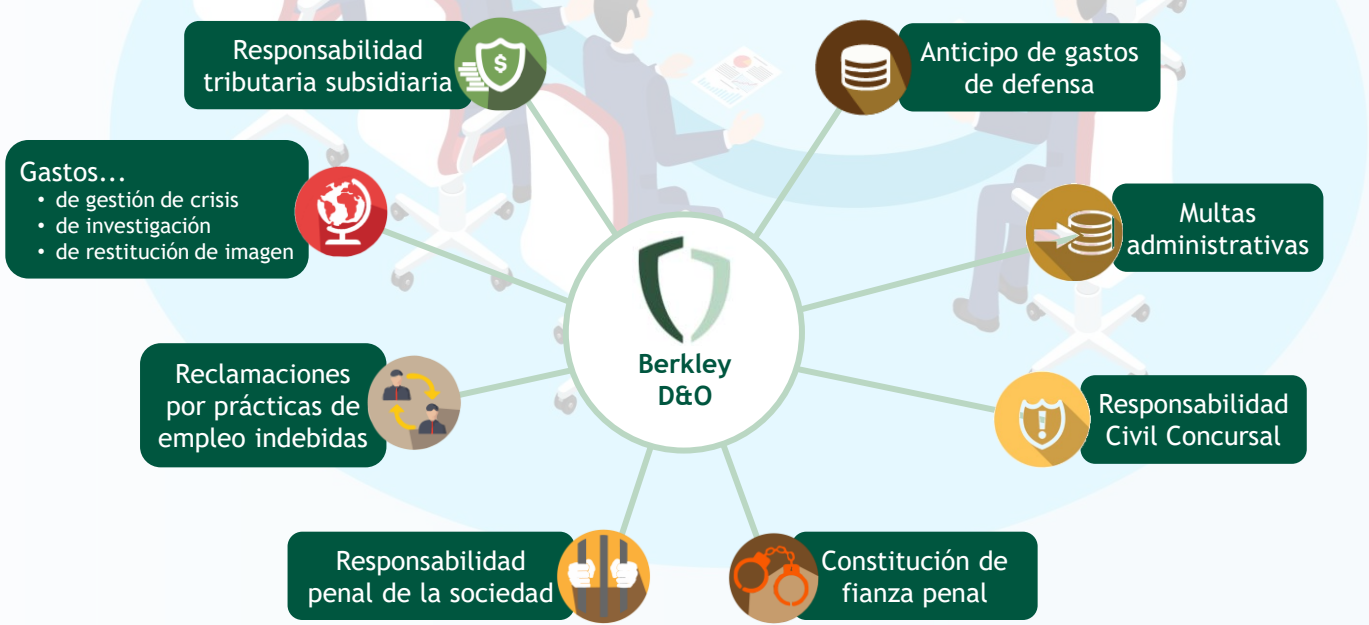 Responsabilidad
tributaria subsidiaria
Anticipo de gastos
de defensa
Gastos...
• de gestión de crisis
• de investigación
• de restitución de imagen
Multas
administrativas
Berkley
D&O
Reclamaciones
por prácticas de
empleo indebidas
Responsabilidad
Civil Concursal
Responsabilidad
penal de la sociedad
Constitución de
fianza penal